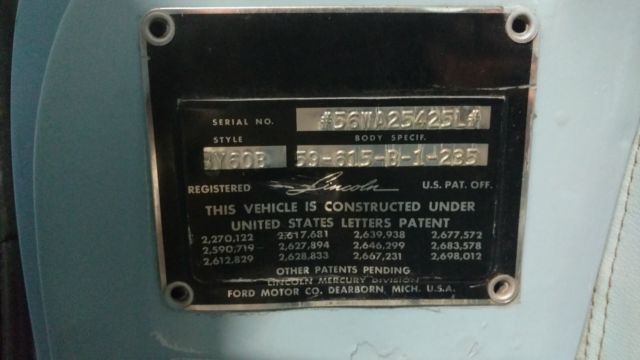 SERIAL NO. #56WA25425L#
STYLE BODY SPECIF.
60B 59-615-B-1-235
REGISTERED Lincoln U.S. PAT. OFF.
THIS VEHICLE IS CONSTRUCTED UNDER
UNITED STATES LETTERS PATENT
2,270,122 2,617,681 2,639,938 2,677,572
2,590,719 2,627,894 2,646,299 2,683,578
2,612,829 2,628,833 2,667,231 2,698,012
OTHER PATENTS PENDING
LINCOLN MERCURY DIVISION
FORD MOTOR CO. DEARBORN, MICH. U.S.A.